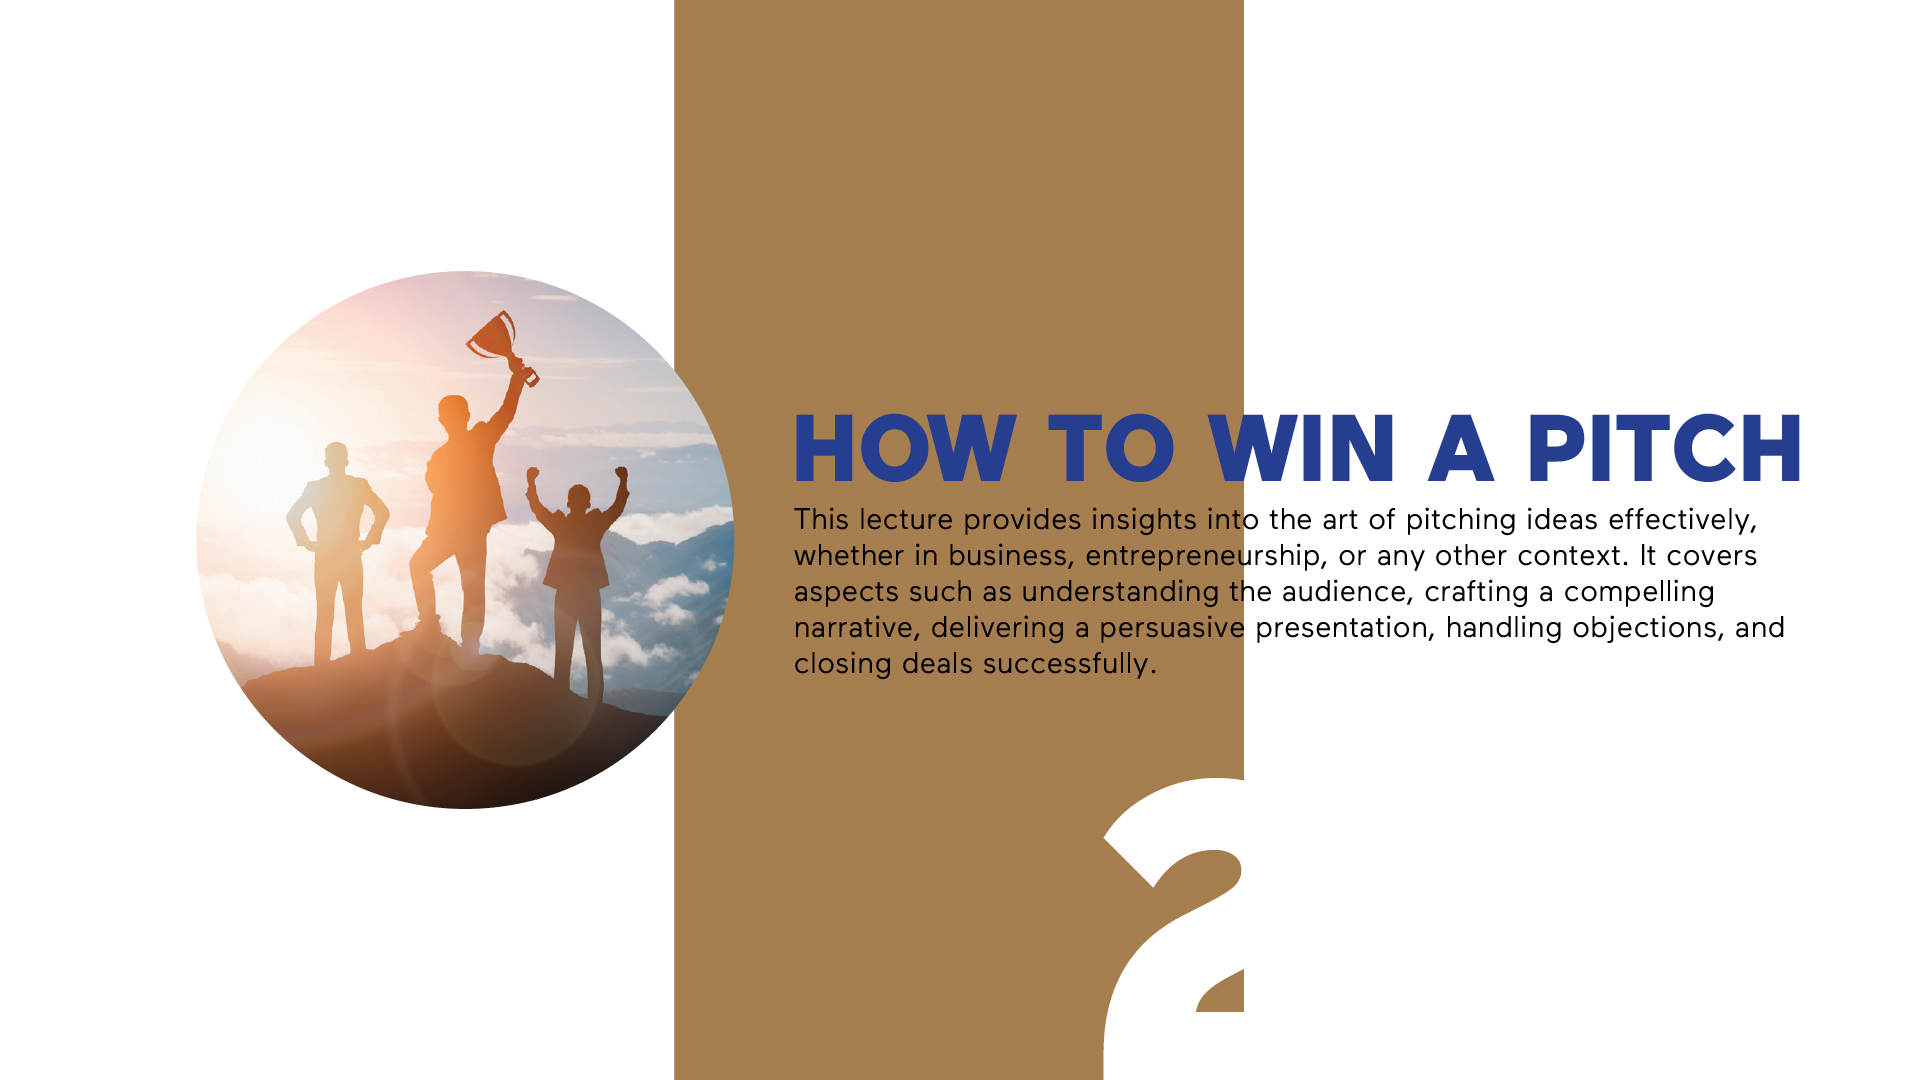 HOW TO WIN A PITCH
This lecture provides insights into the art of pitching ideas effectively,
whether in business, entrepreneurship, or any other context. It covers
aspects such as understanding the audience, crafting a compelling
narrative, delivering a persuasive presentation, handling objections, and
closing deals successfully.
2